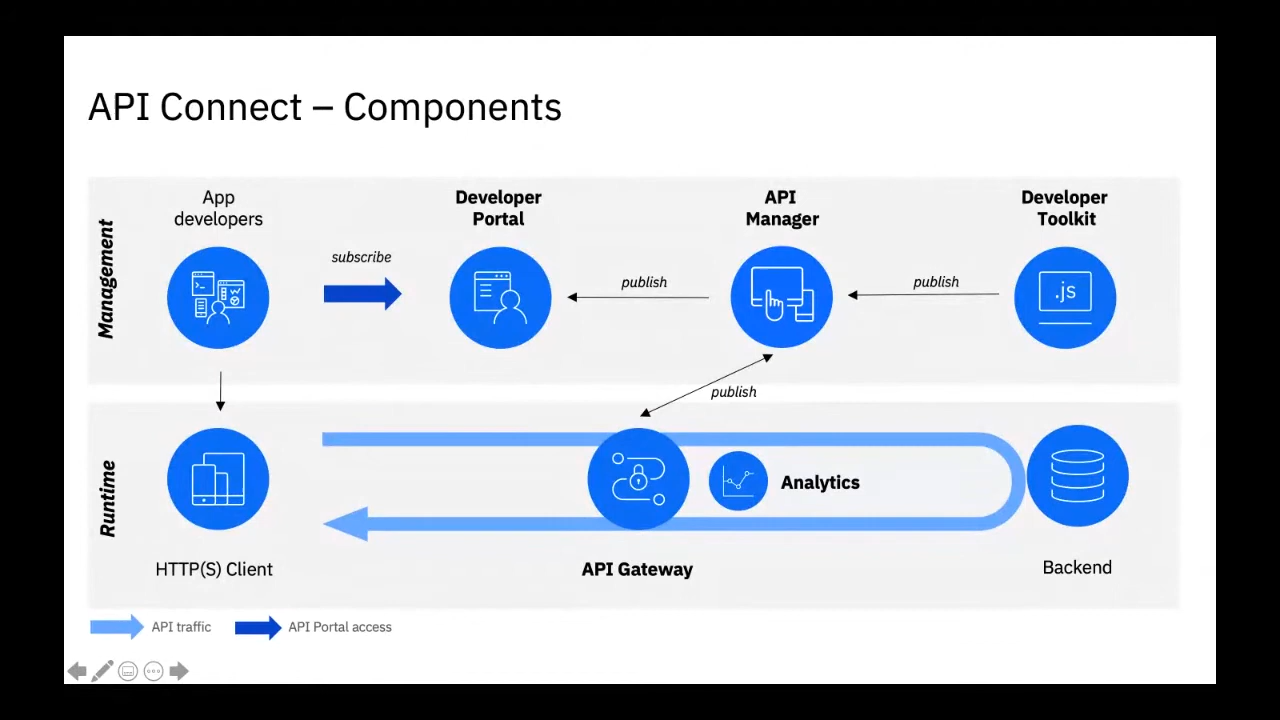 API Connect – Components
Management
App
developers
subscribe
Developer
Portal
publish
API
Manager
publish
Developer
Toolkit
.js
publish
Runtime
HTTP(S) Client
API Gateway
Analytics
Backend
API traffic
API Portal access